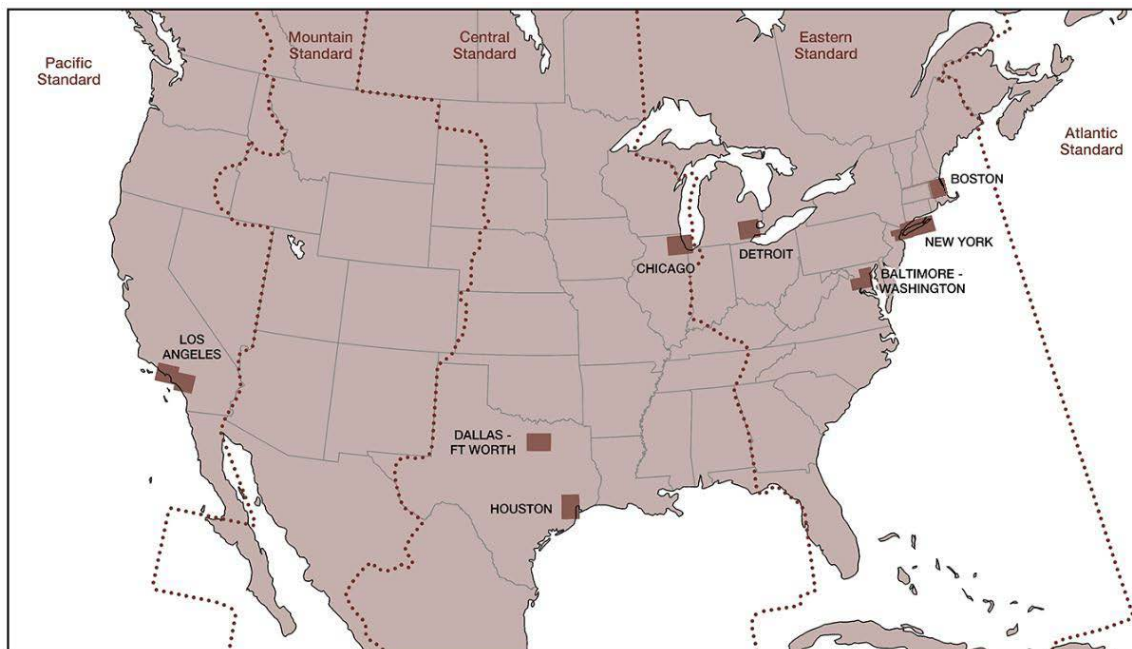 Pacific
Standard
Mountain
Standard
Central
Standard
Eastern
Standard
Atlantic
Standard
BOSTON
NEW YORK
DETROIT
CHICAGO
BALTIMORE -
WASHINGTON
LOS
ANGELES
DALLAS -
FT WORTH
HOUSTON